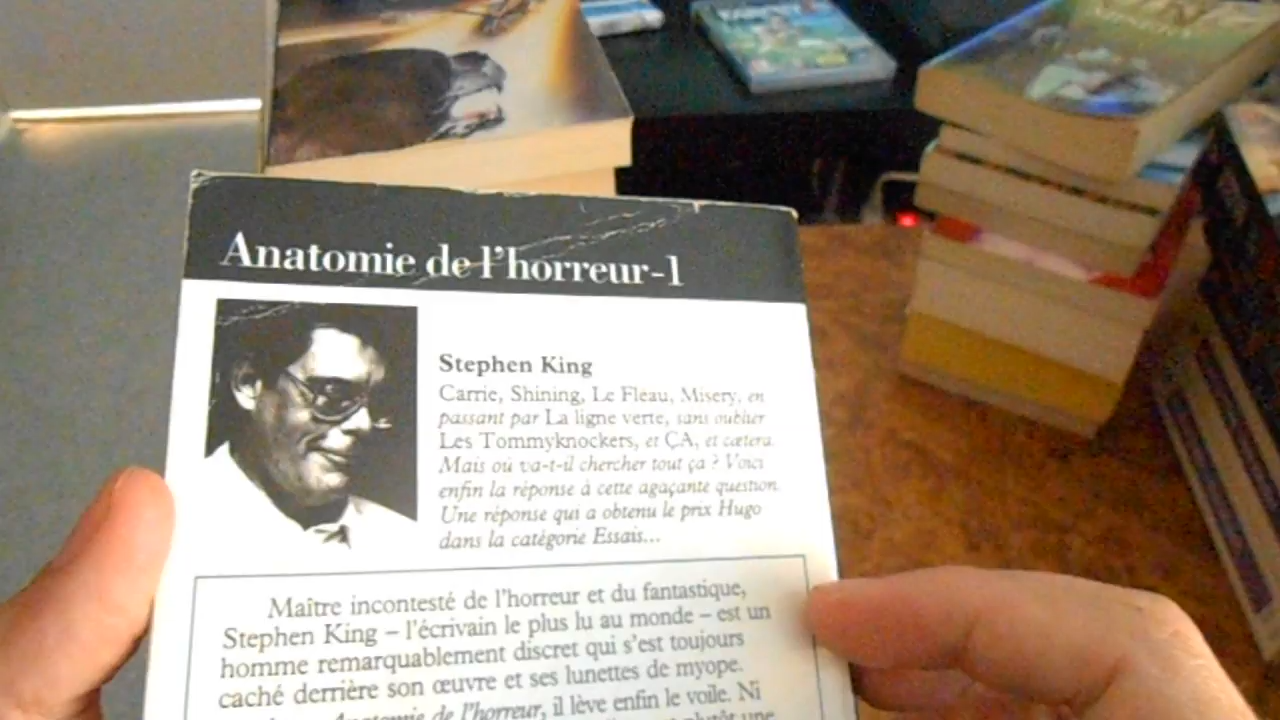 Anatomie de l'horreur-1
Stephen King
Carrie, Shining, Le Fléau, Misery, en
passant par La ligne verte, sans oublier
Les Tommyknockers, et ÇA, et cætera.
Mais où va-t-il chercher tout ça ? Voici
enfin la réponse à cette agaçante question.
Une réponse qui a obtenu le prix Hugo
dans la catégorie Essais...
Maître incontesté de l'horreur et du fantastique,
Stephen King – l'écrivain le plus lu au monde – est un
homme remarquablement discret qui s'est toujours
caché derrière son œuvre et ses lunettes de myope.
Anatomie de l'horreur, il lève enfin le voile. Ni
plutôt une